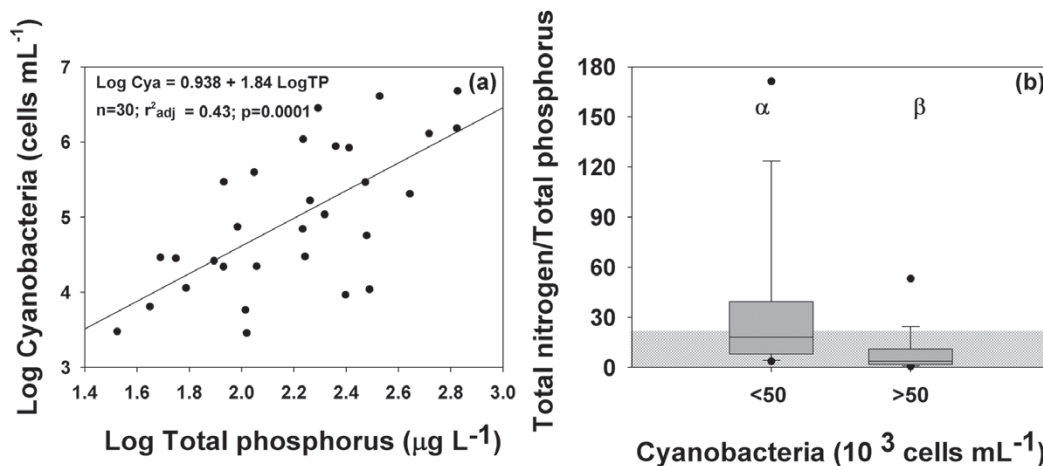 (a)
Log Cya = 0.938 + 1.84 LogTP
n=30; r²adj = 0.43; p=0.0001
Log Cyanobacteria (cells mL⁻¹)
7
6
5
4
3
1.4 1.6 1.8 2.0 2.2 2.4 2.6 2.8 3.0
Log Total phosphorus (μg L⁻¹)
(b)
α β
Total nitrogen/Total phosphorus
180
150
120
90
60
30
0
<50 >50
Cyanobacteria (10 ³ cells mL⁻¹)